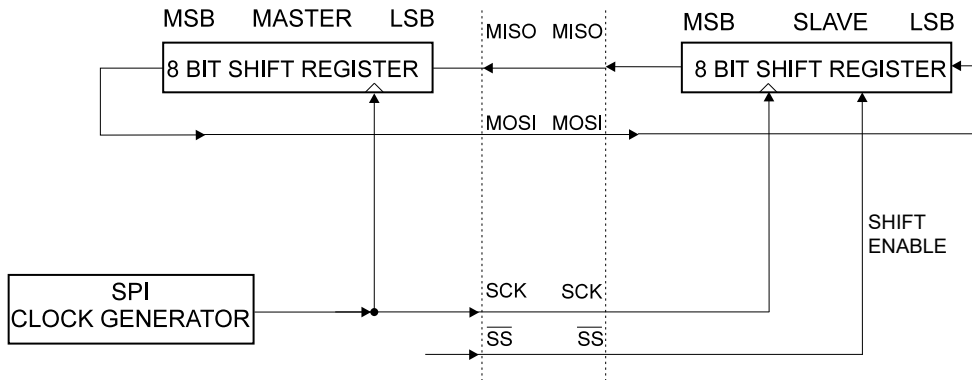 MSB MASTER LSB
MISO MISO
MSB SLAVE LSB
8 BIT SHIFT REGISTER
8 BIT SHIFT REGISTER
MOSI MOSI
SHIFT
ENABLE
SPI
CLOCK GENERATOR
SCK SCK
SS SS